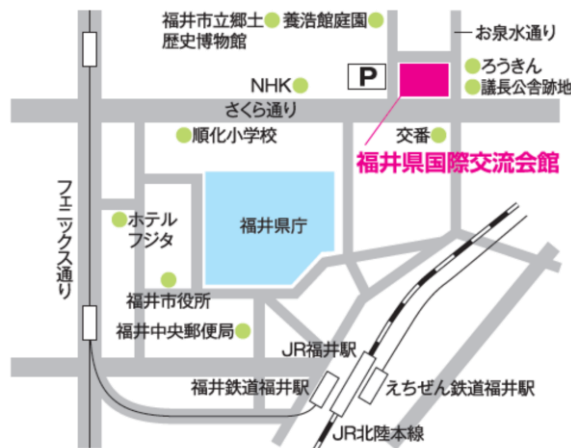 福井市立郷土
歴史博物館
養浩館庭園
お泉水通り
P
ろうきん
議長公舎跡地
NHK
さくら通り
順化小学校
交番
福井県国際交流会館
フェニックス通り
福井県庁
ホテル
フジタ
福井市役所
福井中央郵便局
JR福井駅
福井鉄道福井駅
えちぜん鉄道福井駅
JR北陸本線